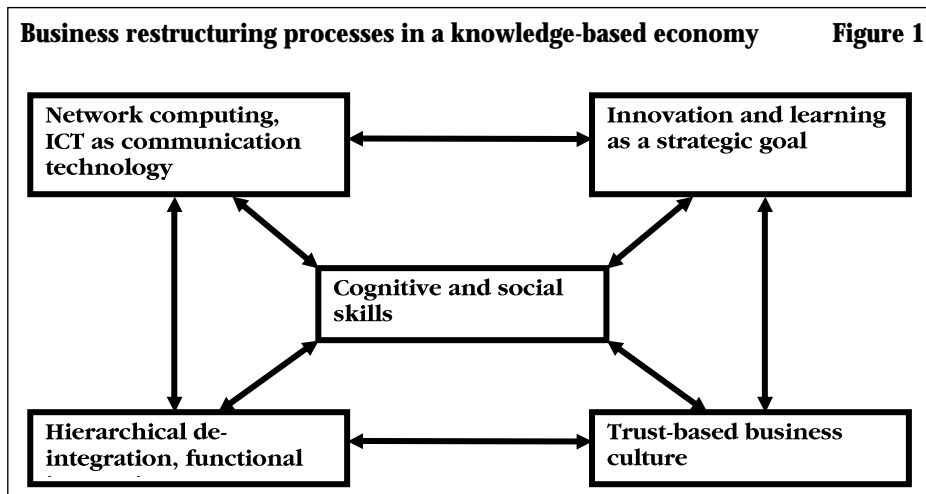 Business restructuring processes in a knowledge-based economy Figure 1
Network computing,
ICT as communication
technology
Innovation and learning
as a strategic goal
Cognitive and social
skills
Hierarchical de-
integration, functional
Trust-based business
culture